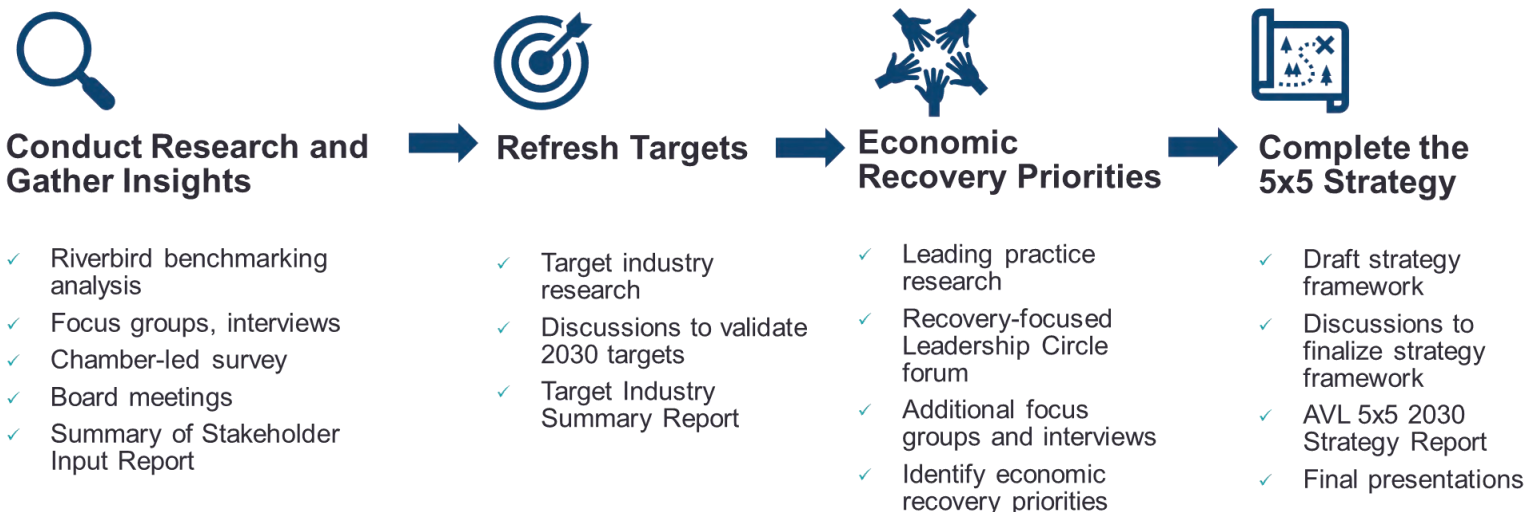 Conduct Research and
Gather Insights
Riverbird benchmarking
analysis
Focus groups, interviews
Chamber-led survey
Board meetings
Summary of Stakeholder
Input Report
Refresh Targets
Target industry
research
Discussions to validate
2030 targets
Target Industry
Summary Report
Economic
Recovery Priorities
Leading practice
research
Recovery-focused
Leadership Circle
forum
Additional focus
groups and interviews
Identify economic
recovery priorities
Complete the
5x5 Strategy
Draft strategy
framework
Discussions to
finalize strategy
framework
AVL 5x5 2030
Strategy Report
Final presentations